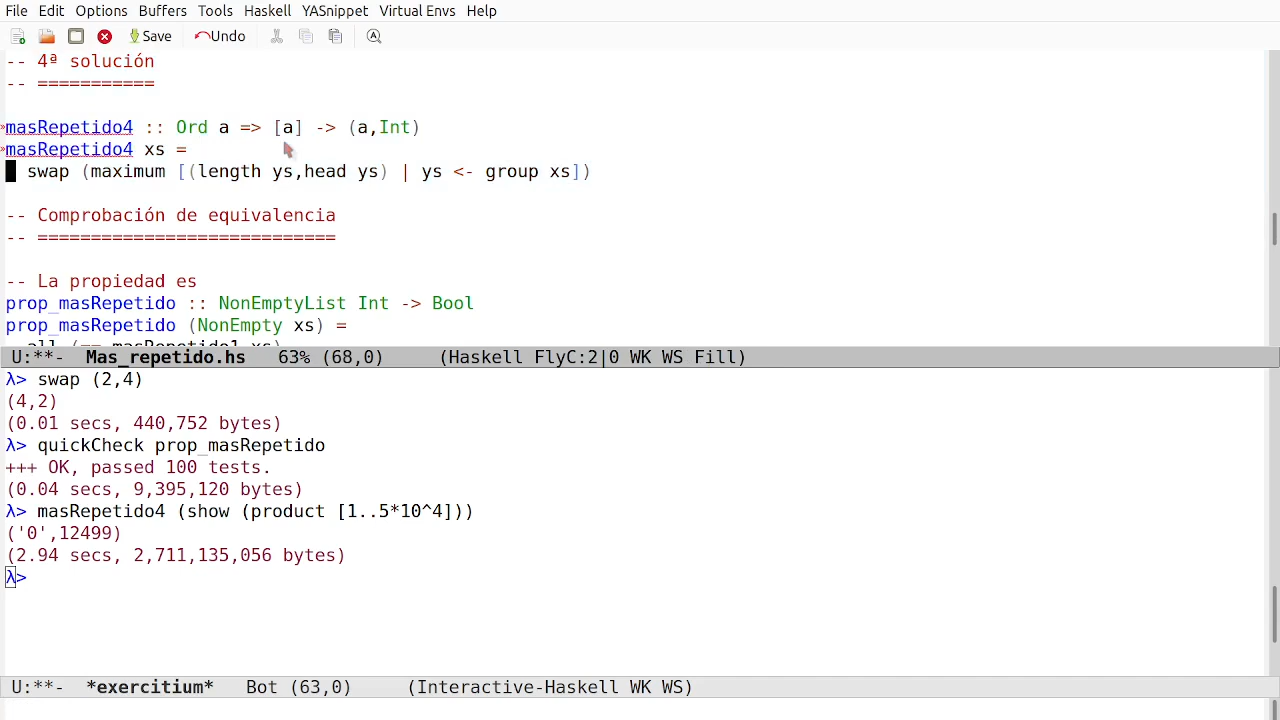 File Edit Options Buffers Tools Haskell YASnippet Virtual Envs Help
Save Undo
-- 4ª solución
-- ===========
masRepetido4 :: Ord a => [a] -> (a,Int)
masRepetido4 xs =
swap (maximum [(length ys,head ys) | ys <- group xs])
-- Comprobación de equivalencia
-- ============================
-- La propiedad es
prop_masRepetido :: NonEmptyList Int -> Bool
prop_masRepetido (NonEmpty xs) =
all (== masRepetido1 xs)
U:**-  Mas_repetido.hs   63% (68,0)     (Haskell FlyC:2|0 WK WS Fill)
λ> swap (2,4)
(4,2)
(0.01 secs, 440,752 bytes)
λ> quickCheck prop_masRepetido
+++ OK, passed 100 tests.
(0.04 secs, 9,395,120 bytes)
λ> masRepetido4 (show (product [1..5*10^4]))
('0',12499)
(2.94 secs, 2,711,135,056 bytes)
λ>
U:**-  *exercitium*   Bot (63,0)     (Interactive-Haskell WK WS)